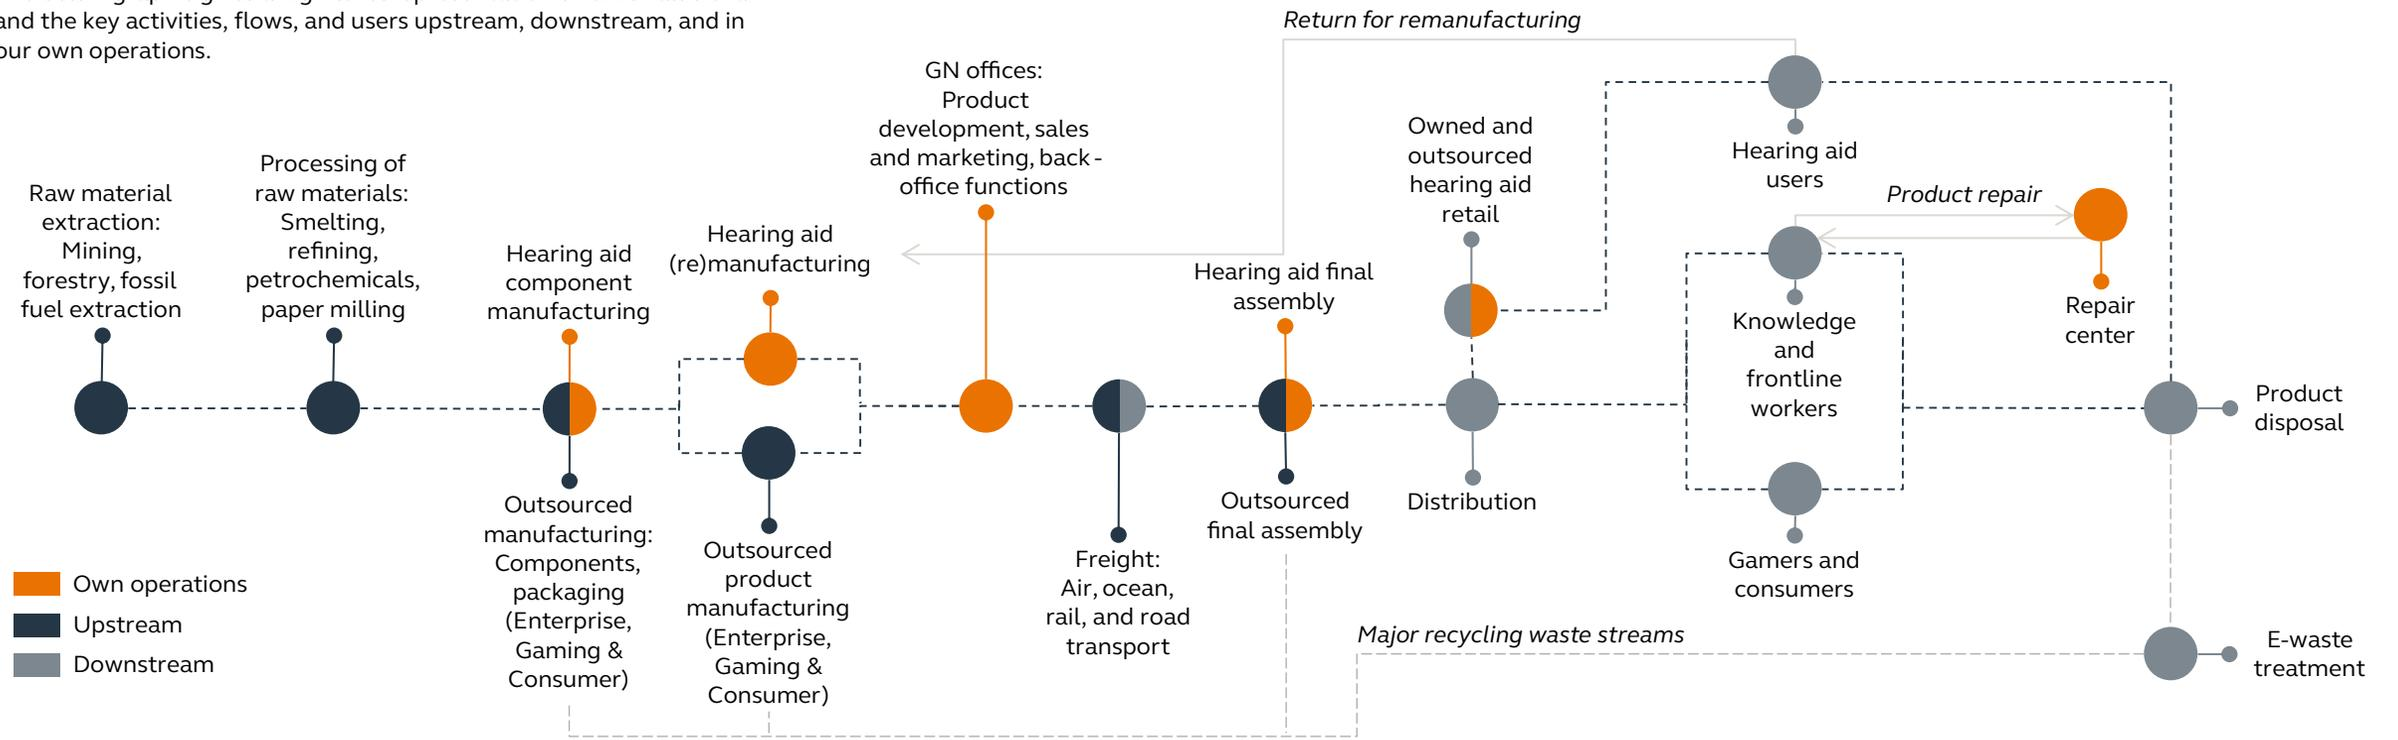 and the key activities, flows, and users upstream, downstream, and in
our own operations.
Return for remanufacturing
GN offices:
Product
development, sales
and marketing, back-
office functions
Owned and
outsourced
hearing aid
retail
Hearing aid
users
Product repair
Repair
center
Raw material
extraction:
Mining,
forestry, fossil
fuel extraction
Processing of
raw materials:
Smelting,
refining,
petrochemicals,
paper milling
Hearing aid
component
manufacturing
Hearing aid
(re)manufacturing
Hearing aid final
assembly
Knowledge
and
frontline
workers
Product
disposal
Outsourced
manufacturing:
Components,
packaging
(Enterprise,
Gaming &
Consumer)
Outsourced
product
manufacturing
(Enterprise,
Gaming &
Consumer)
Freight:
Air, ocean,
rail, and road
transport
Outsourced
final assembly
Distribution
Gamers and
consumers
Major recycling waste streams
E-waste
treatment
Own operations
Upstream
Downstream